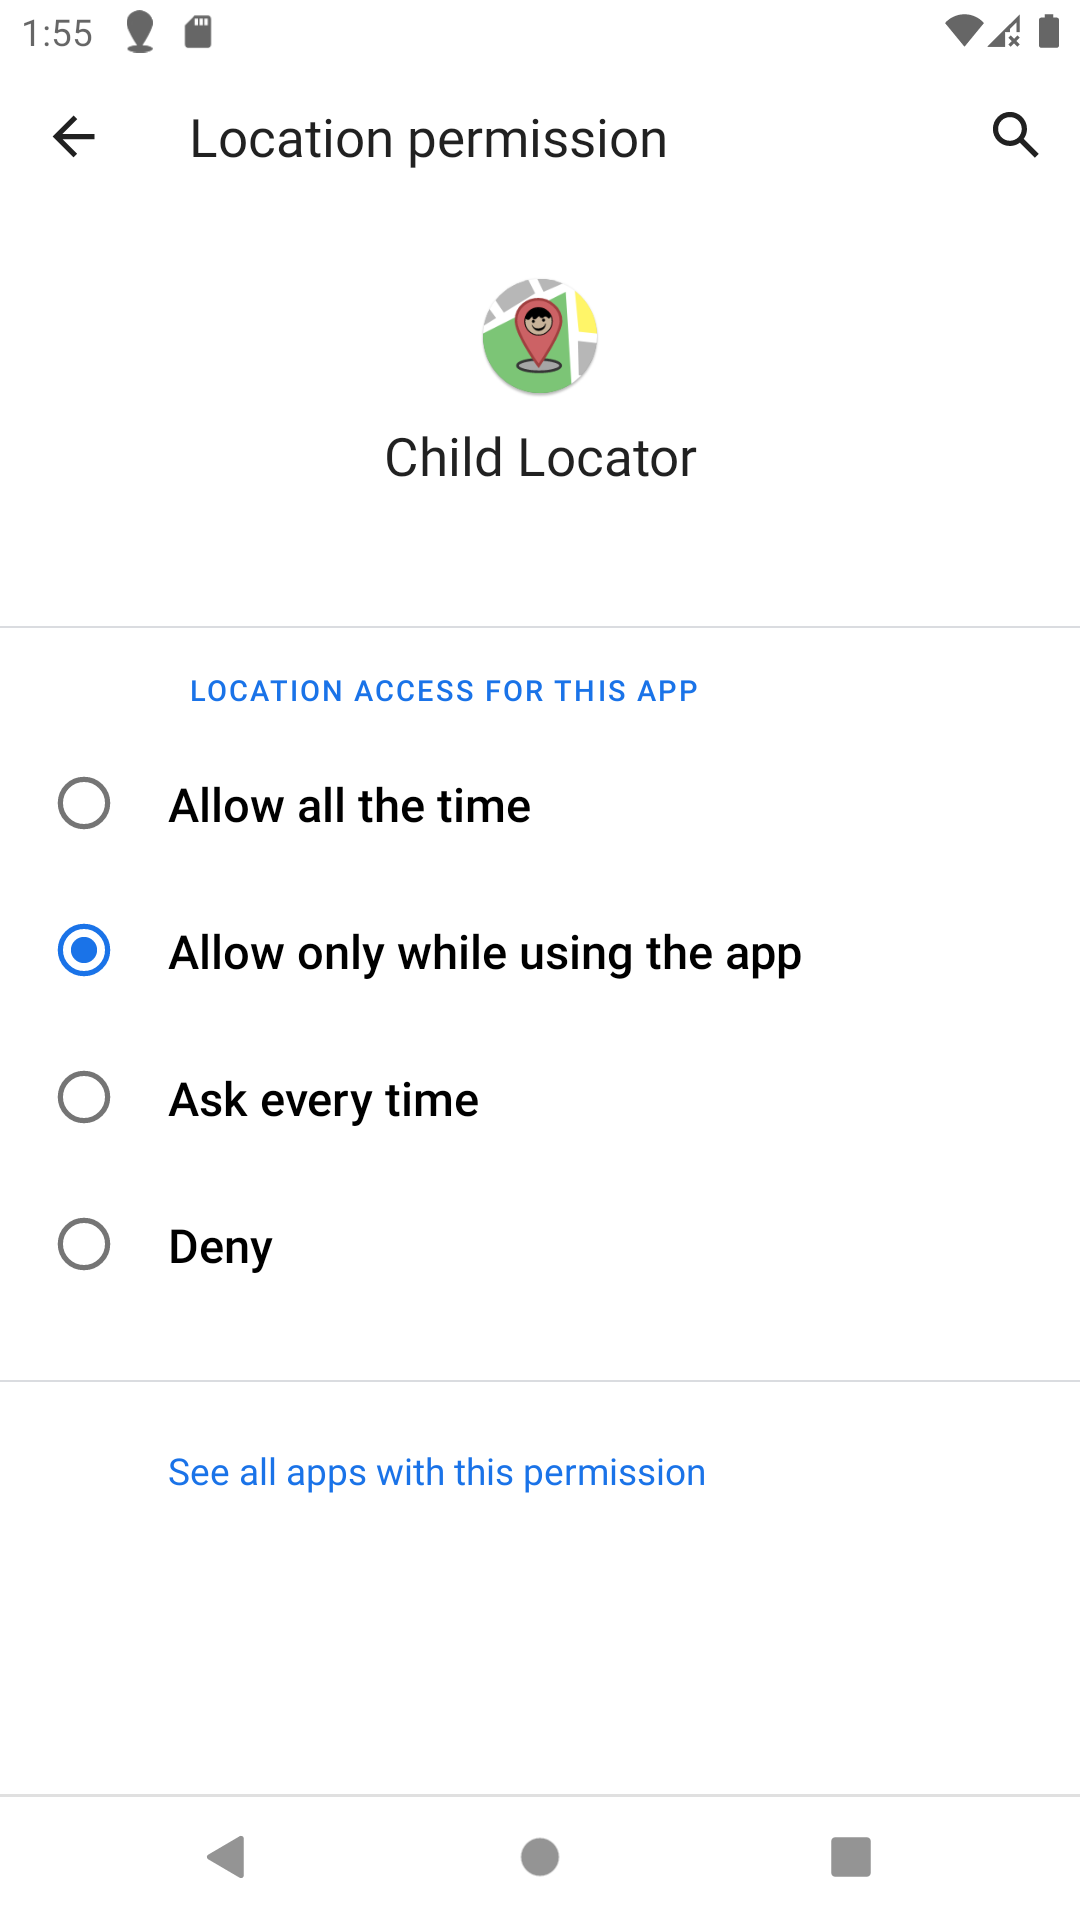 1:55
Location permission
Child Locator
LOCATION ACCESS FOR THIS APP
Allow all the time
Allow only while using the app
Ask every time
Deny
See all apps with this permission